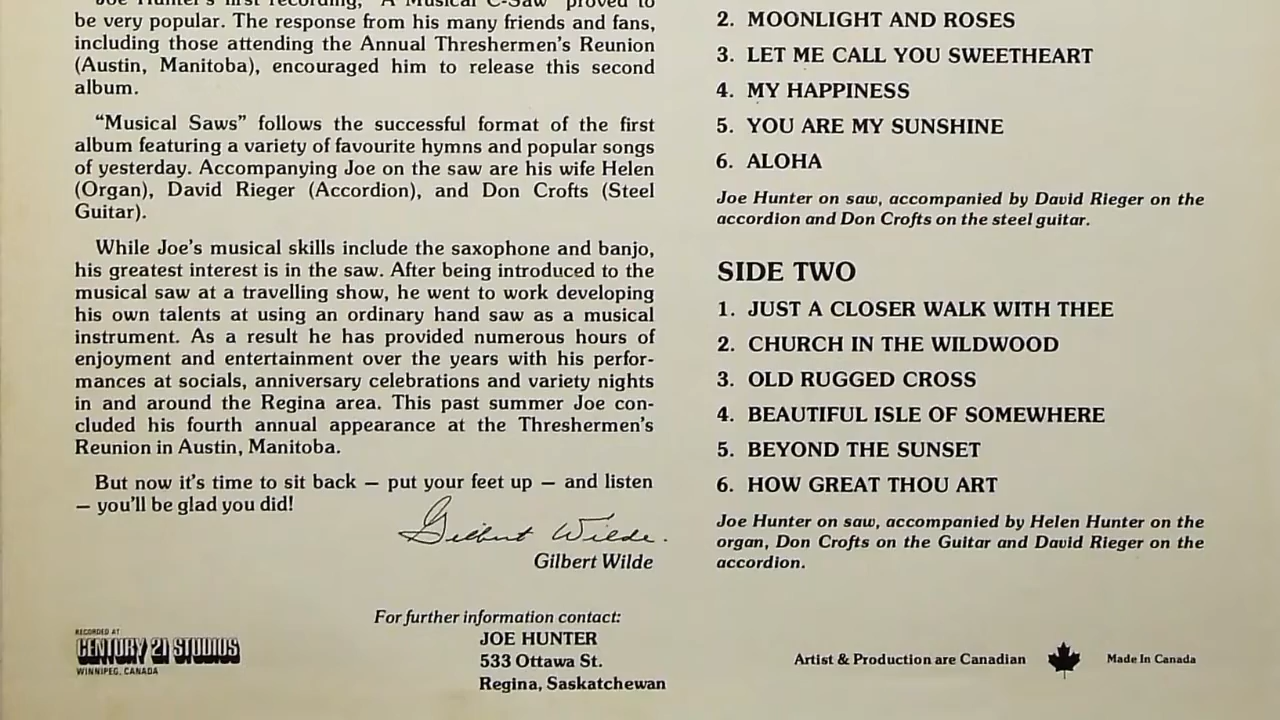 Joe Hunter's first recording, "A Musical C-Saw" proved to
be very popular. The response from his many friends and fans,
including those attending the Annual Threshermen's Reunion
(Austin, Manitoba), encouraged him to release this second
album.
"Musical Saws" follows the successful format of the first
album featuring a variety of favourite hymns and popular songs
of yesterday. Accompanying Joe on the saw are his wife Helen
(Organ), David Rieger (Accordion), and Don Crofts (Steel
Guitar).
While Joe's musical skills include the saxophone and banjo,
his greatest interest is in the saw. After being introduced to the
musical saw at a travelling show, he went to work developing
his own talents at using an ordinary hand saw as a musical
instrument. As a result he has provided numerous hours of
enjoyment and entertainment over the years with his perfor-
mances at socials, anniversary celebrations and variety nights
in and around the Regina area. This past summer Joe con-
cluded his fourth annual appearance at the Threshermen's
Reunion in Austin, Manitoba.
But now it's time to sit back — put your feet up — and listen
— you'll be glad you did!
Gilbert Wilde.
Gilbert Wilde
For further information contact:
JOE HUNTER
533 Ottawa St.
Regina, Saskatchewan
RECORDED AT
CENTURY 21 STUDIOS
WINNIPEG, CANADA
2. MOONLIGHT AND ROSES
3. LET ME CALL YOU SWEETHEART
4. MY HAPPINESS
5. YOU ARE MY SUNSHINE
6. ALOHA
Joe Hunter on saw, accompanied by David Rieger on the
accordion and Don Crofts on the steel guitar.
SIDE TWO
1. JUST A CLOSER WALK WITH THEE
2. CHURCH IN THE WILDWOOD
3. OLD RUGGED CROSS
4. BEAUTIFUL ISLE OF SOMEWHERE
5. BEYOND THE SUNSET
6. HOW GREAT THOU ART
Joe Hunter on saw, accompanied by Helen Hunter on the
organ, Don Crofts on the Guitar and David Rieger on the
accordion.
Artist & Production are Canadian
Made In Canada